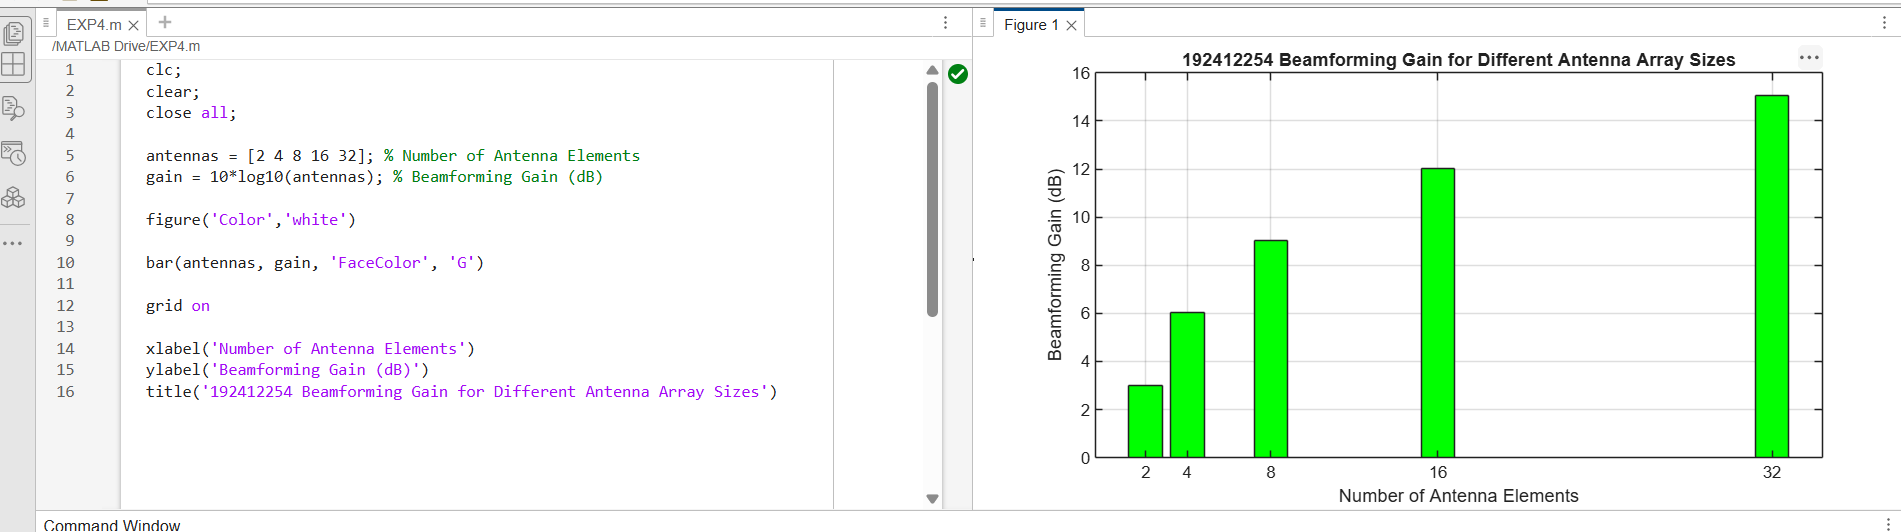 EXP4.m
/MATLAB Drive/EXP4.m
1 clc;
2 clear;
3 close all;
4
5 antennas = [2 4 8 16 32]; % Number of Antenna Elements
6 gain = 10*log10(antennas); % Beamforming Gain (dB)
7
8 figure('Color','white')
9
10 bar(antennas, gain, 'FaceColor', 'G')
11
12 grid on
13
14 xlabel('Number of Antenna Elements')
15 ylabel('Beamforming Gain (dB)')
16 title('192412254 Beamforming Gain for Different Antenna Array Sizes')
Command Window
Figure 1
192412254 Beamforming Gain for Different Antenna Array Sizes
Beamforming Gain (dB)
16
14
12
10
8
6
4
2
0
2 4 8 16 32
Number of Antenna Elements